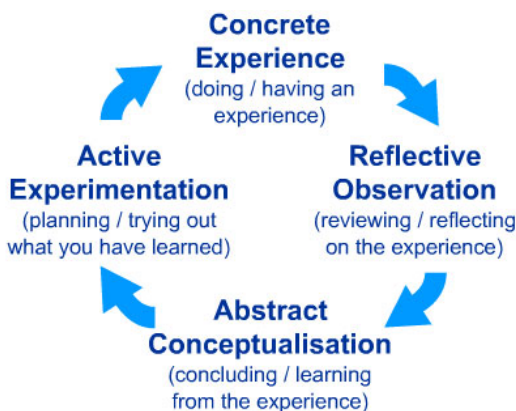 Concrete
Experience
(doing / having an
experience)
Reflective
Observation
(reviewing / reflecting
on the experience)
Abstract
Conceptualisation
(concluding / learning
from the experience)
Active
Experimentation
(planning / trying out
what you have learned)